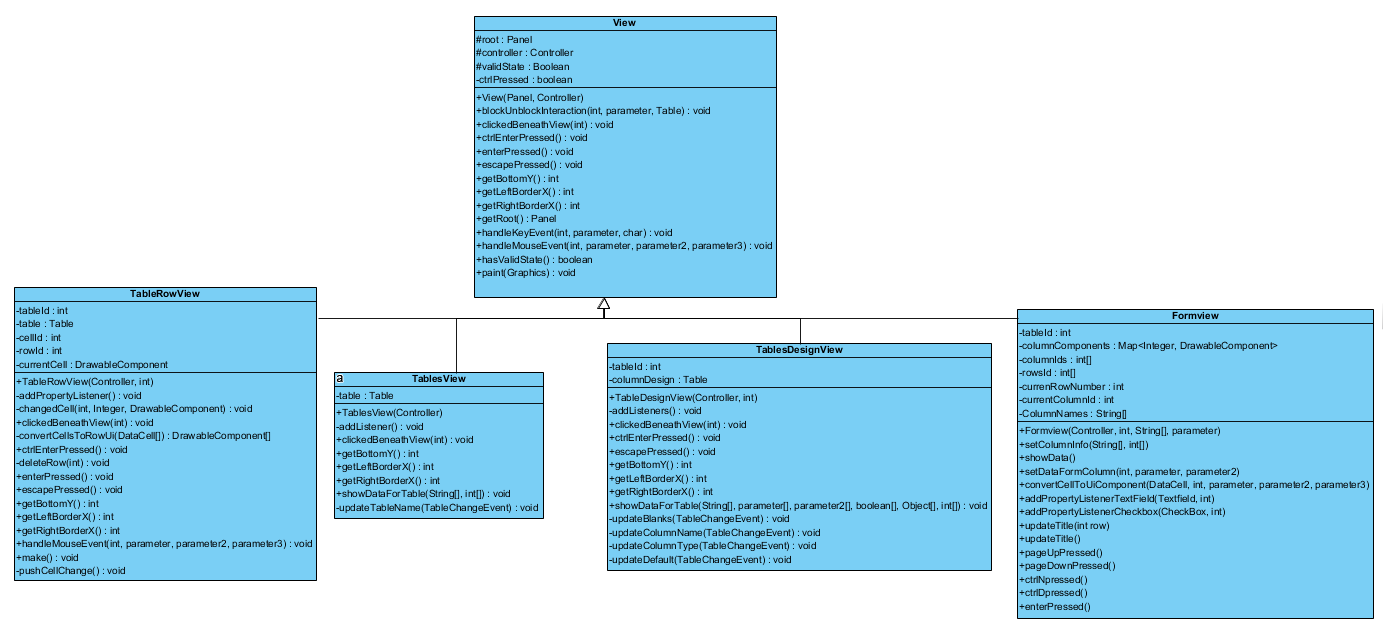 View
#root : Panel
#controller : Controller
#validState : Boolean
-ctrlPressed : boolean
+View(Panel, Controller)
+blockUnblockInteraction(int, parameter, Table) : void
+clickedBeneathView(int) : void
+ctrlEnterPressed() : void
+enterPressed() : void
+escapePressed() : void
+getBottomY() : int
+getLeftBorderX() : int
+getRightBorderX() : int
+getRoot() : Panel
+handleKeyEvent(int, parameter, char) : void
+handleMouseEvent(int, parameter, parameter2, parameter3) : void
+hasValidState() : boolean
+paint(Graphics) : void
TableRowView
-tableId : int
-table : Table
-cellId : int
-rowId : int
-currentCell : DrawableComponent
+TableRowView(Controller, int)
-addPropertyListener() : void
-changedCell(int, Integer, DrawableComponent) : void
+clickedBeneathView(int) : void
-convertCellsToRowUi(DataCell[]) : DrawableComponent[]
+ctrlEnterPressed() : void
-deleteRow(int) : void
+enterPressed() : void
+escapePressed() : void
+getBottomY() : int
+getLeftBorderX() : int
+getRightBorderX() : int
+handleMouseEvent(int, parameter, parameter2, parameter3) : void
+make() : void
-pushCellChange() : void
a
TablesView
-table : Table
+TablesView(Controller)
-addListener() : void
+clickedBeneathView(int) : void
+getBottomY() : int
+getLeftBorderX() : int
+getRightBorderX() : int
+showDataForTable(String[], int[]) : void
-updateTableName(TableChangeEvent) : void
TablesDesignView
-tableId : int
-columnDesign : Table
+TableDesignView(Controller, int)
-addListeners() : void
+clickedBeneathView(int) : void
+ctrlEnterPressed() : void
+escapePressed() : void
+getBottomY() : int
+getLeftBorderX() : int
+getRightBorderX() : int
+showDataForTable(String[], parameter[], parameter2[], boolean[], Object[], int[]) : void
-updateBlanks(TableChangeEvent) : void
-updateColumnName(TableChangeEvent) : void
-updateColumnType(TableChangeEvent) : void
-updateDefault(TableChangeEvent) : void
Formview
-tableId : int
-columnComponents : Map<Integer, DrawableComponent>
-columnIds : int[]
-rowsId : int[]
-currenRowNumber : int
-currentColumnId : int
-ColumnNames : String[]
+Formview(Controller, int, String[], parameter)
+setColumnInfo(String[], int[])
+showData()
+setDataFormColumn(int, parameter, parameter2)
+convertCellToUiComponent(DataCell, int, parameter, parameter2, parameter3)
+addPropertyListenerTextField(Textfield, int)
+addPropertyListenerCheckbox(CheckBox, int)
+updateTitle(int row)
+updateTitle()
+pageUpPressed()
+pageDownPressed()
+ctrlNpressed()
+ctrlDpressed()
+enterPressed()